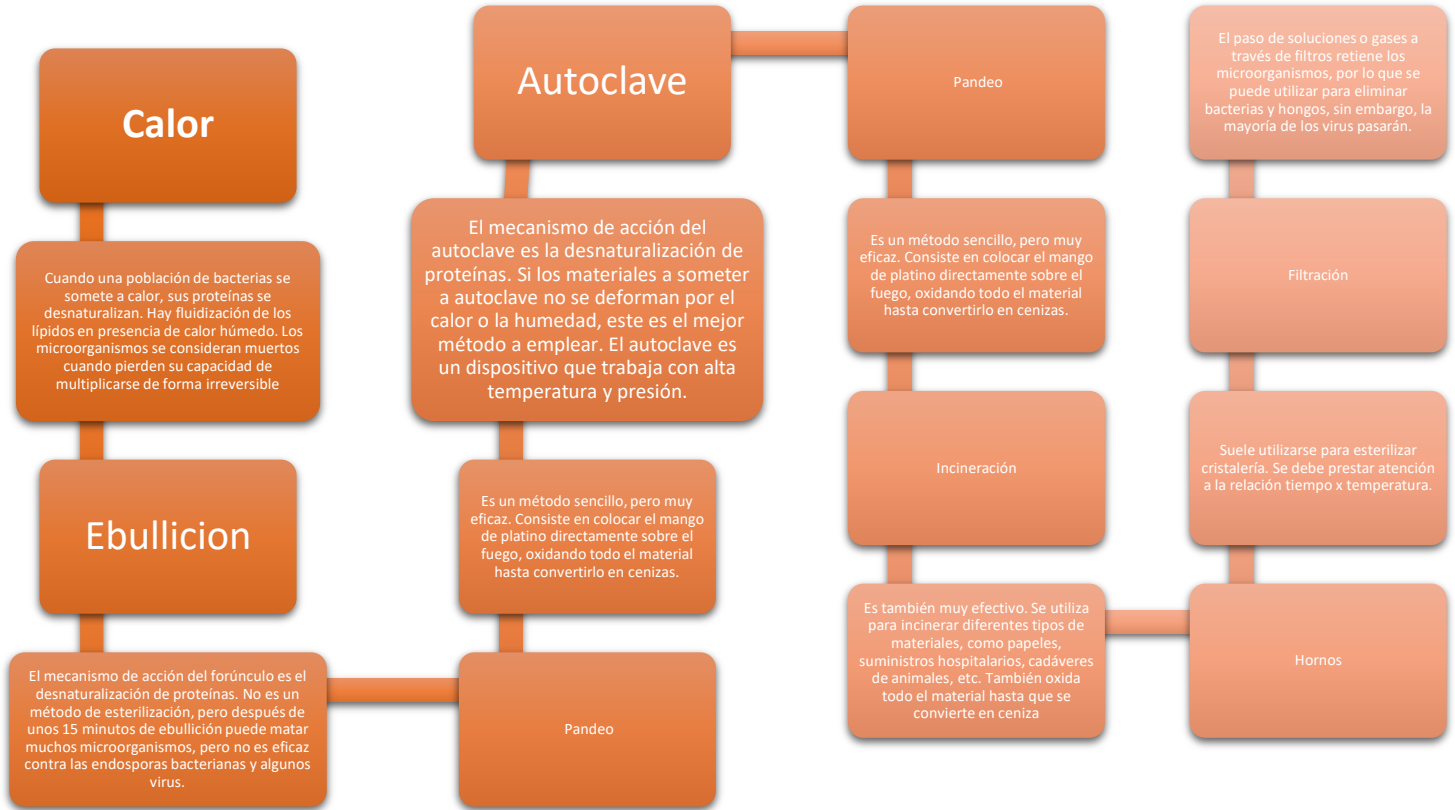 Calor
Cuando una población de bacterias se
somete a calor, sus proteínas se
desnaturalizan. Hay fluidización de los
lípidos en presencia de calor húmedo. Los
microorganismos se consideran muertos
cuando pierden su capacidad de
multiplicarse de forma irreversible
Ebullicion
El mecanismo de acción del forúnculo es el
desnaturalización de proteínas. No es un
método de esterilización, pero después de
unos 15 minutos de ebullición puede matar
muchos microorganismos, pero no es eficaz
contra las endosporas bacterianas y algunos
virus.
Pandeo
Es un método sencillo, pero muy
eficaz. Consiste en colocar el mango
de platino directamente sobre el
fuego, oxidando todo el material
hasta convertirlo en cenizas.
El mecanismo de acción del
autoclave es la desnaturalización de
proteínas. Si los materiales a someter
a autoclave no se deforman por el
calor o la humedad, este es el mejor
método a emplear. El autoclave es
un dispositivo que trabaja con alta
temperatura y presión.
Autoclave
Pandeo
Es un método sencillo, pero muy
eficaz. Consiste en colocar el mango
de platino directamente sobre el
fuego, oxidando todo el material
hasta convertirlo en cenizas.
Incineración
Es también muy efectivo. Se utiliza
para incinerar diferentes tipos de
materiales, como papeles,
suministros hospitalarios, cadáveres
de animales, etc. También oxida
todo el material hasta que se
convierte en ceniza
Hornos
Suele utilizarse para esterilizar
cristalería. Se debe prestar atención
a la relación tiempo x temperatura.
Filtración
El paso de soluciones o gases a
través de filtros retiene los
microorganismos, por lo que se
puede utilizar para eliminar
bacterias y hongos, sin embargo, la
mayoría de los virus pasarán.